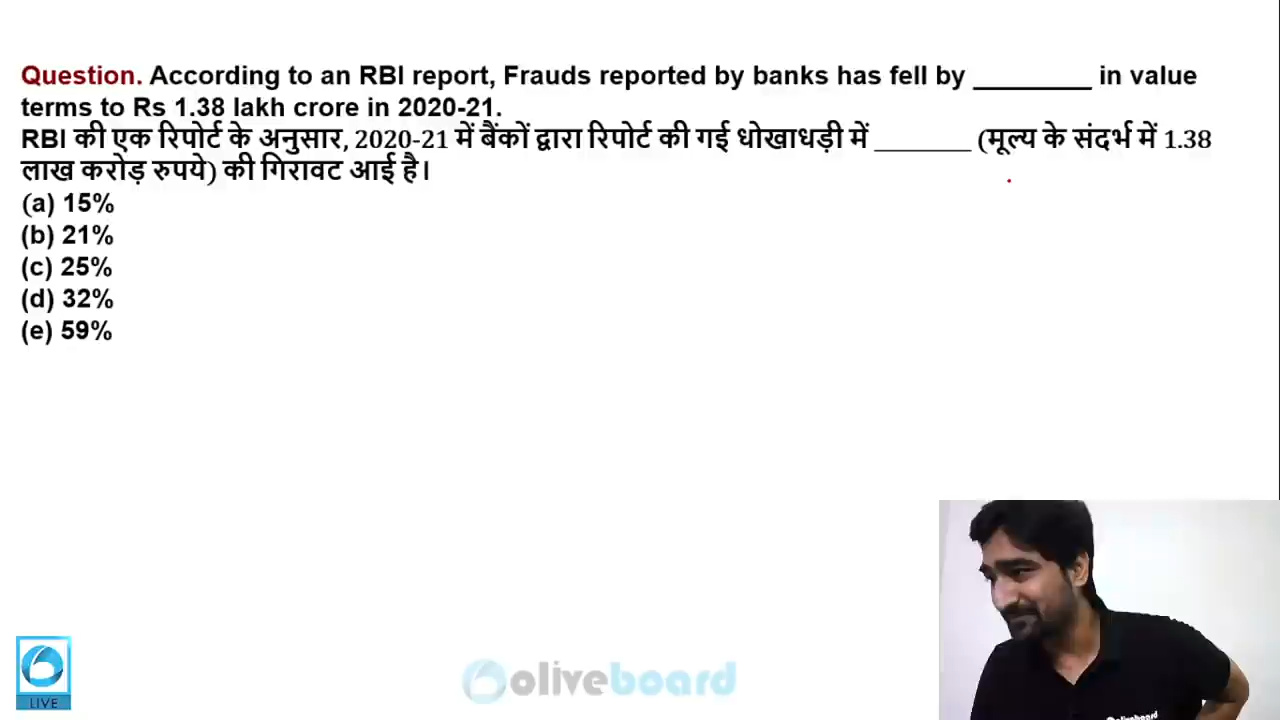 Question. According to an RBI report, Frauds reported by banks has fell by ________ in value
terms to Rs 1.38 lakh crore in 2020-21.
RBI की एक रिपोर्ट के अनुसार, 2020-21 में बैंकों द्वारा रिपोर्ट की गई धोखाधड़ी में ________ (मूल्य के संदर्भ में 1.38
लाख करोड़ रुपये) की गिरावट आई है।
(a) 15%
(b) 21%
(c) 25%
(d) 32%
(e) 59%
LIVE
oliveboard
oliveboard